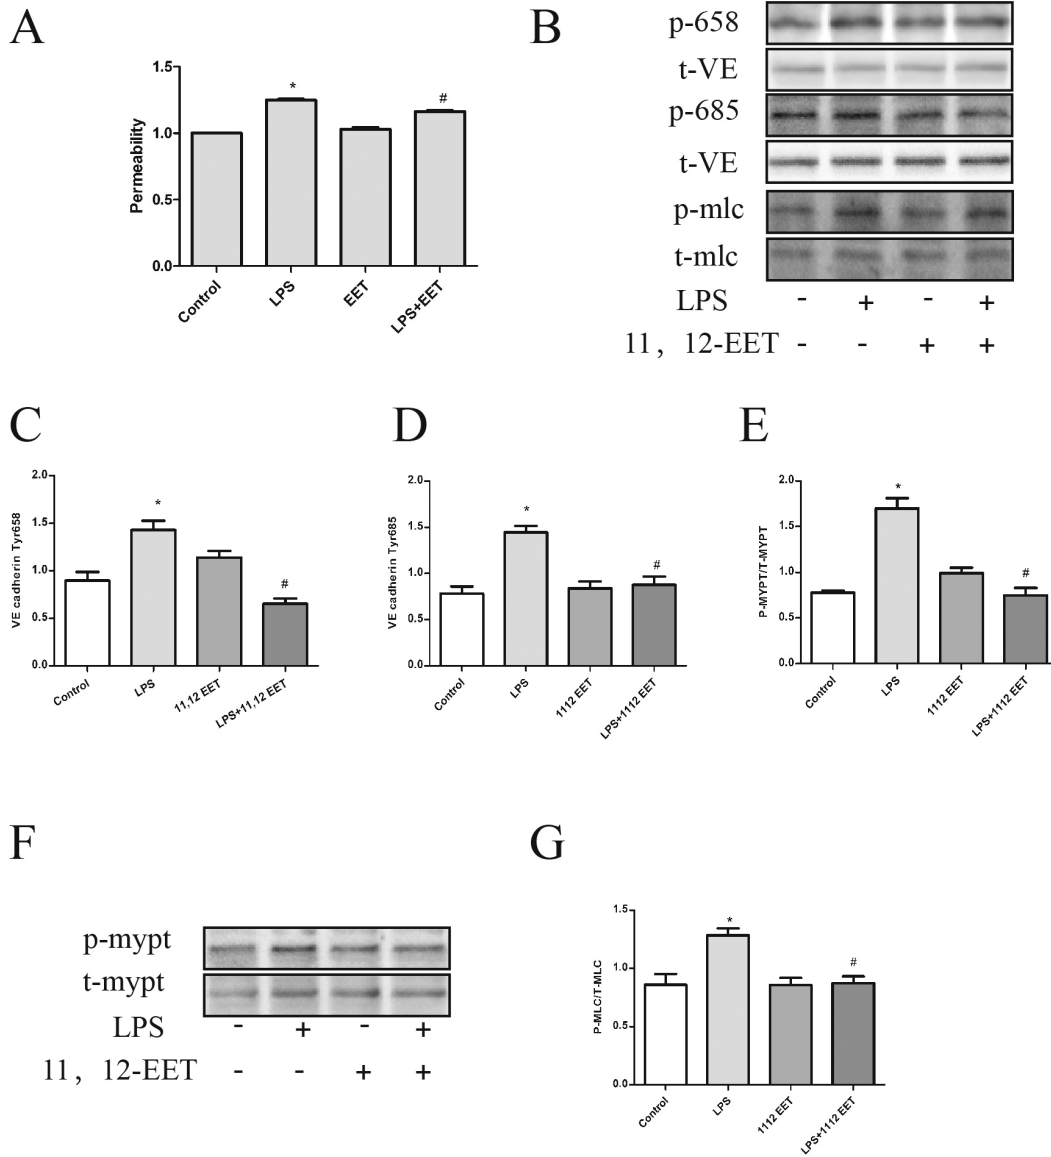 A
Permeability
1.5
1.0
0.5
0.0
*
#
Control
LPS
EET
LPS+EET
B
p-658
t-VE
p-685
t-VE
p-mlc
t-mlc
LPS - + - +
11, 12-EET - - + +
C
VE cadherin Tyr658
2.0
1.5
1.0
0.5
0.0
*
#
Control
LPS
11,12 EET
LPS+11,12 EET
D
VE cadherin Tyr685
2.0
1.5
1.0
0.5
0.0
*
#
Control
LPS
1112 EET
LPS+1112 EET
E
P-MYPT/T-MYPT
2.0
1.5
1.0
0.5
0.0
*
#
Control
LPS
1112 EET
LPS+1112 EET
F
p-mypt
t-mypt
LPS - + - +
11, 12-EET - - + +
G
P-MLC/T-MLC
1.5
1.0
0.5
0.0
*
#
Control
LPS
1112 EET
LPS+1112 EET